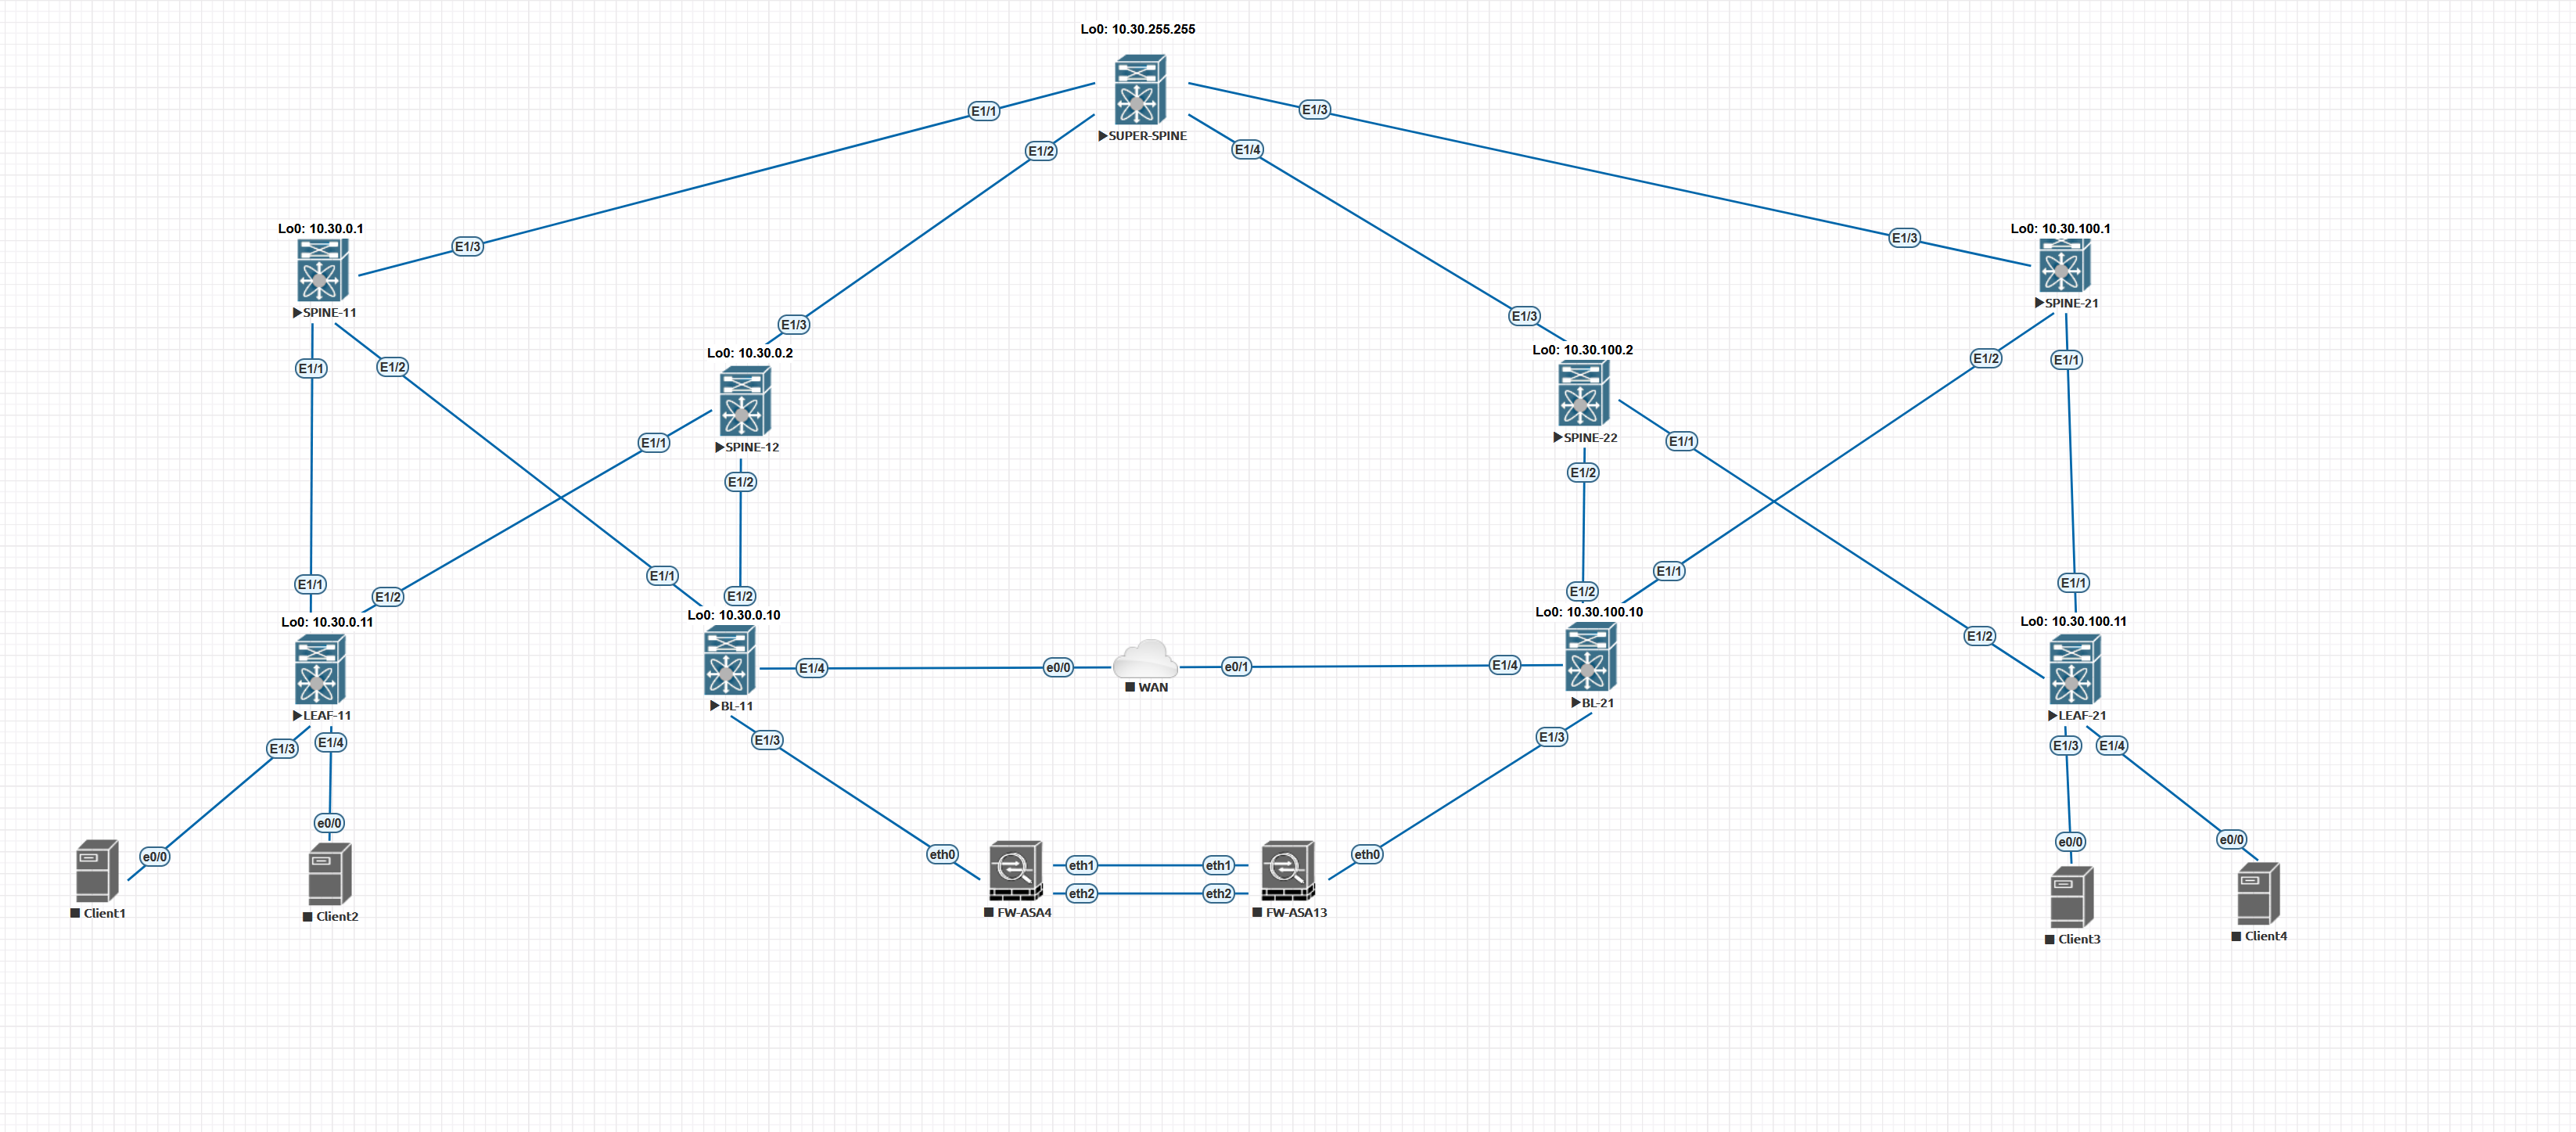 Lo0: 10.30.255.255
SUPER-SPINE
E1/1
E1/3
E1/2
E1/4
Lo0: 10.30.0.1
E1/3
SPINE-11
Lo0: 10.30.100.1
E1/3
SPINE-21
E1/3
Lo0: 10.30.0.2
SPINE-12
E1/3
Lo0: 10.30.100.2
SPINE-22
E1/1
E1/2
E1/1
E1/2
E1/2
E1/1
E1/2
E1/1
E1/1
E1/2
E1/1
E1/2
E1/2
E1/1
E1/1
E1/2
Lo0: 10.30.0.11
LEAF-11
Lo0: 10.30.0.10
BL-11
E1/4
e0/0
WAN
e0/1
E1/4
Lo0: 10.30.100.10
BL-21
Lo0: 10.30.100.11
LEAF-21
E1/3
E1/4
E1/3
E1/3
E1/3
E1/4
e0/0
e0/0
Client1
Client2
eth0
eth1
eth1
eth2
eth2
eth0
FW-ASA4
FW-ASA13
e0/0
e0/0
Client3
Client4